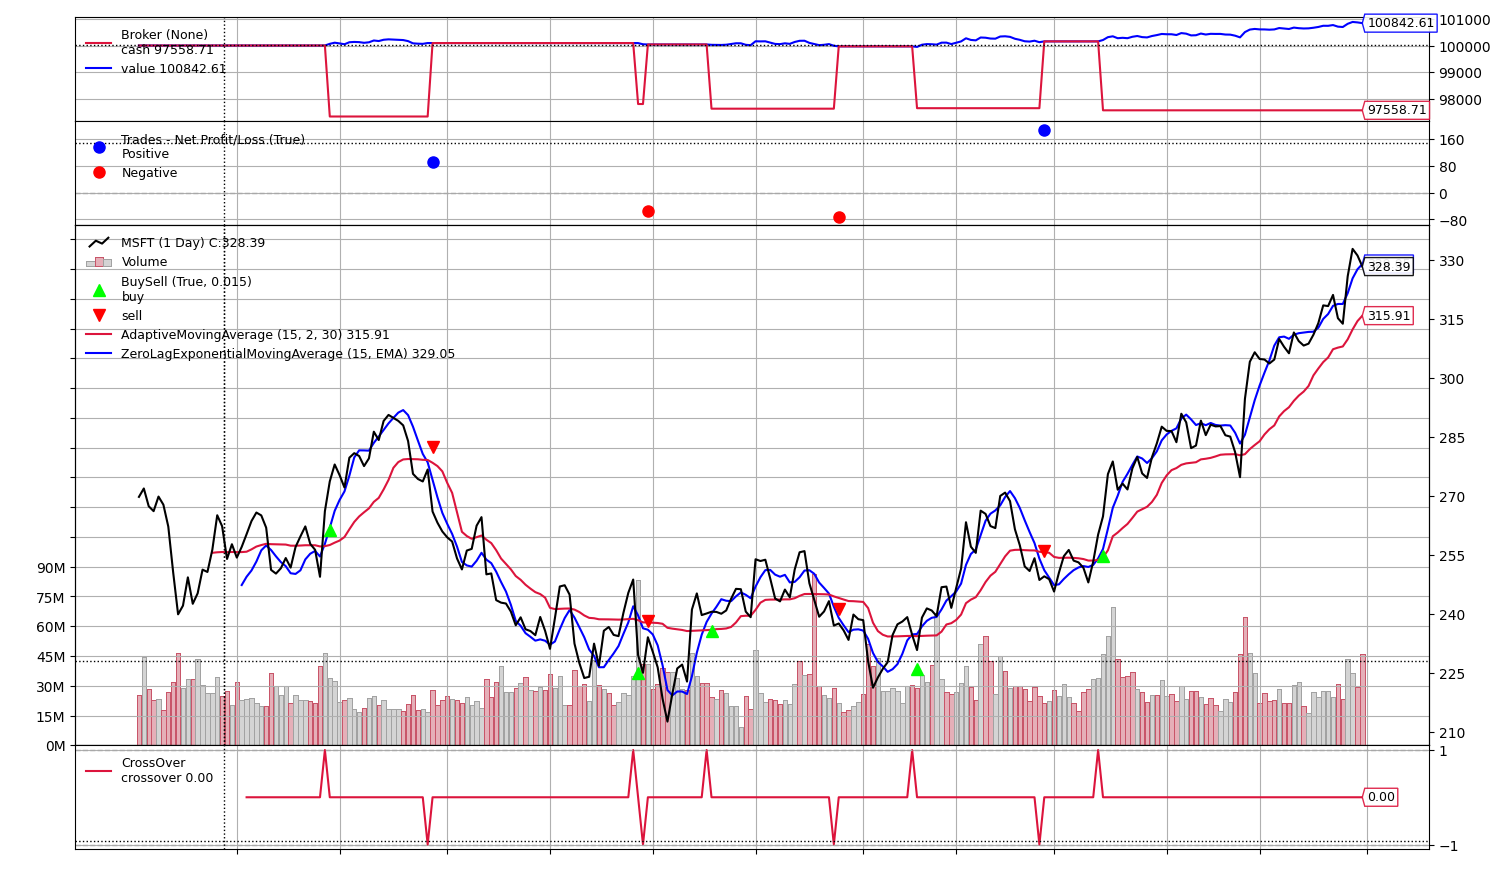 Broker (None)
cash 97558.71
value 100842.61
100842.61
97558.71
101000
100000
99000
98000
Trades - Net Profit/Loss (True)
Positive
Negative
160
80
0
−80
MSFT (1 Day) C:328.39
Volume
BuySell (True, 0.015)
buy
sell
AdaptiveMovingAverage (15, 2, 30) 315.91
ZeroLagExponentialMovingAverage (15, EMA) 329.05
328.39
315.91
330
315
300
285
270
255
240
225
210
90M
75M
60M
45M
30M
15M
0M
CrossOver
crossover 0.00
0.00
1
−1